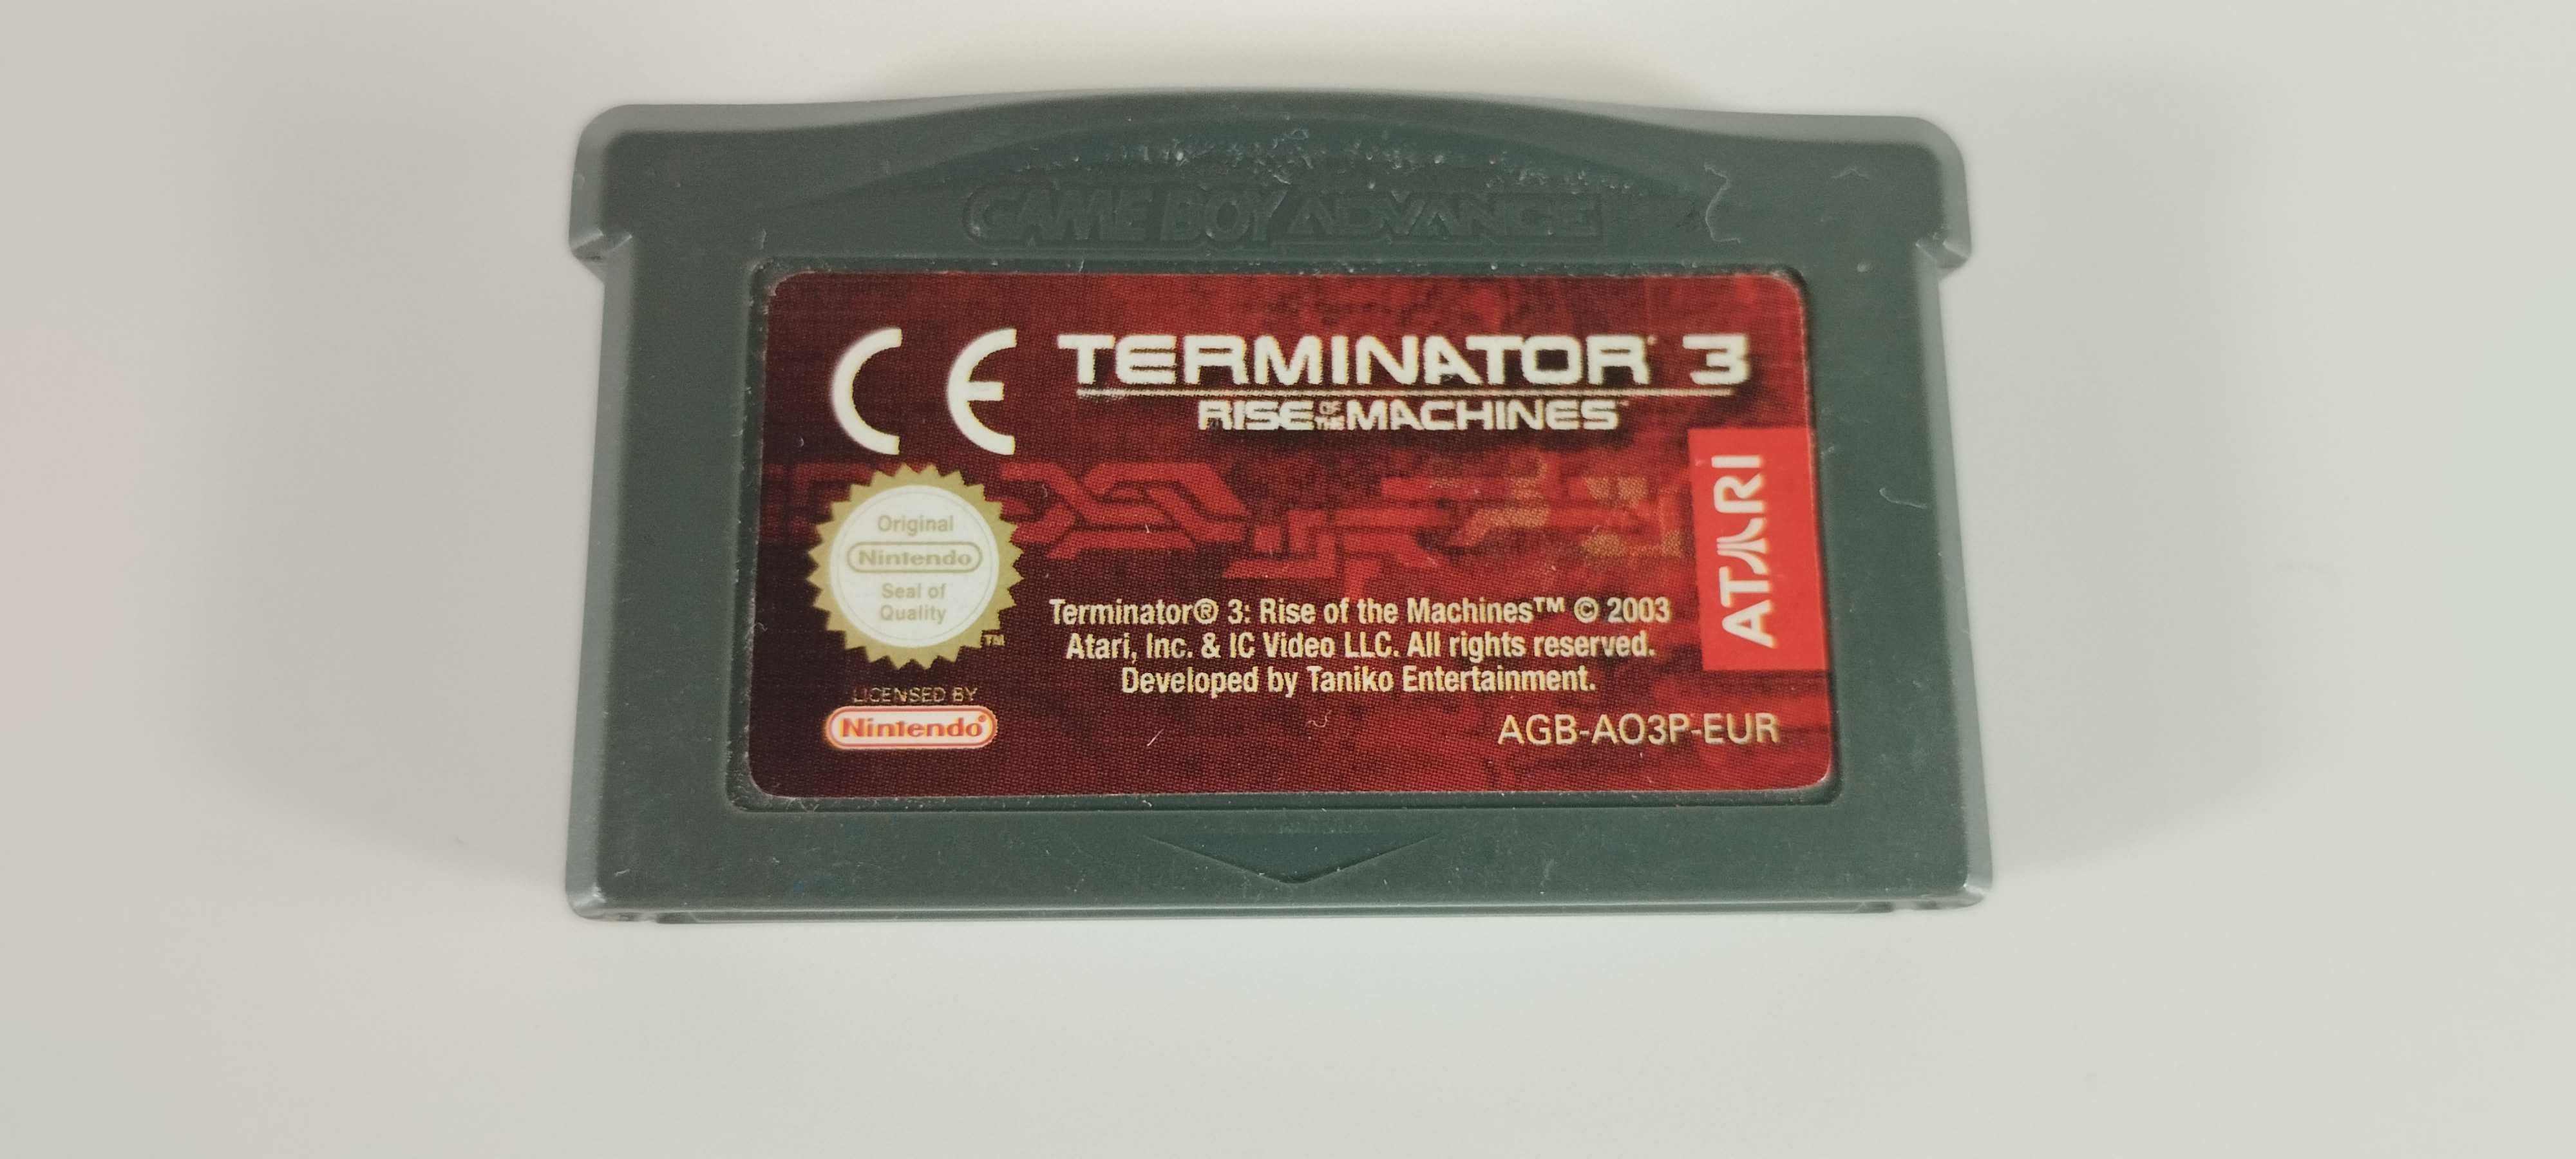 GAME BOY ADVANCE
CE
TERMINATOR® 3
RISE OF THE MACHINES™
ATARI
Original
Nintendo
Seal of
Quality
TM
Terminator® 3: Rise of the Machines™ © 2003
Atari, Inc. & IC Video LLC. All rights reserved.
Developed by Taniko Entertainment.
LICENSED BY
Nintendo®
AGB-AO3P-EUR